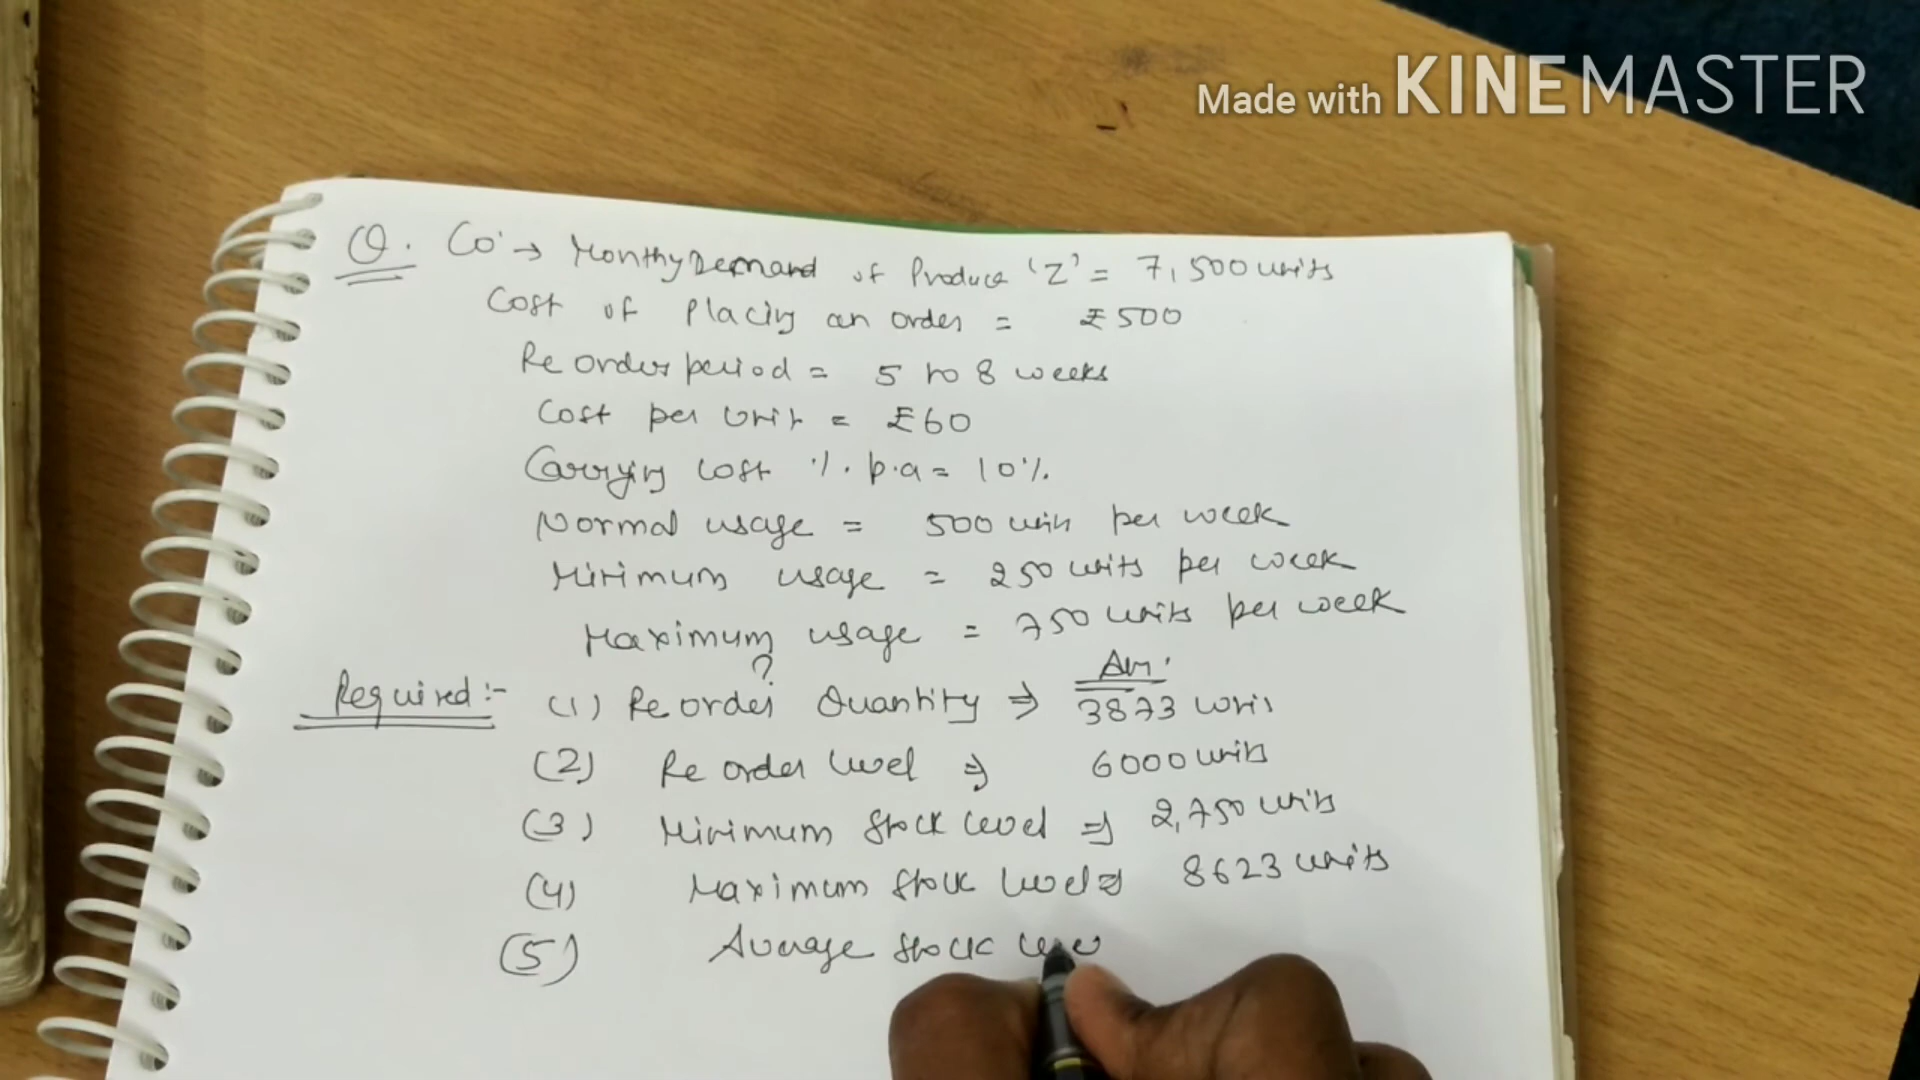 Made with KINEMASTER
Q. Co' → Monthy Demand of Produce 'Z' = 7,500 units
Cost of Placing an order = ₹500
Re order period = 5 to 8 weeks
Cost per Unit = ₹60
Carrying cost %. p.a = 10%.
Normal usage = 500 unis per week
Minimum usage = 250 units per week
Maximum usage = 750 units per week
?
Ans.
Required :- (1) Re order Quantity ⇒ 3873 units
(2) Re order level ⇒ 6000 units
(3) Minimum Stock level ⇒ 2,750 units
(4) Maximum Stock level ⇒ 8623 units
(5) Average Stock leve